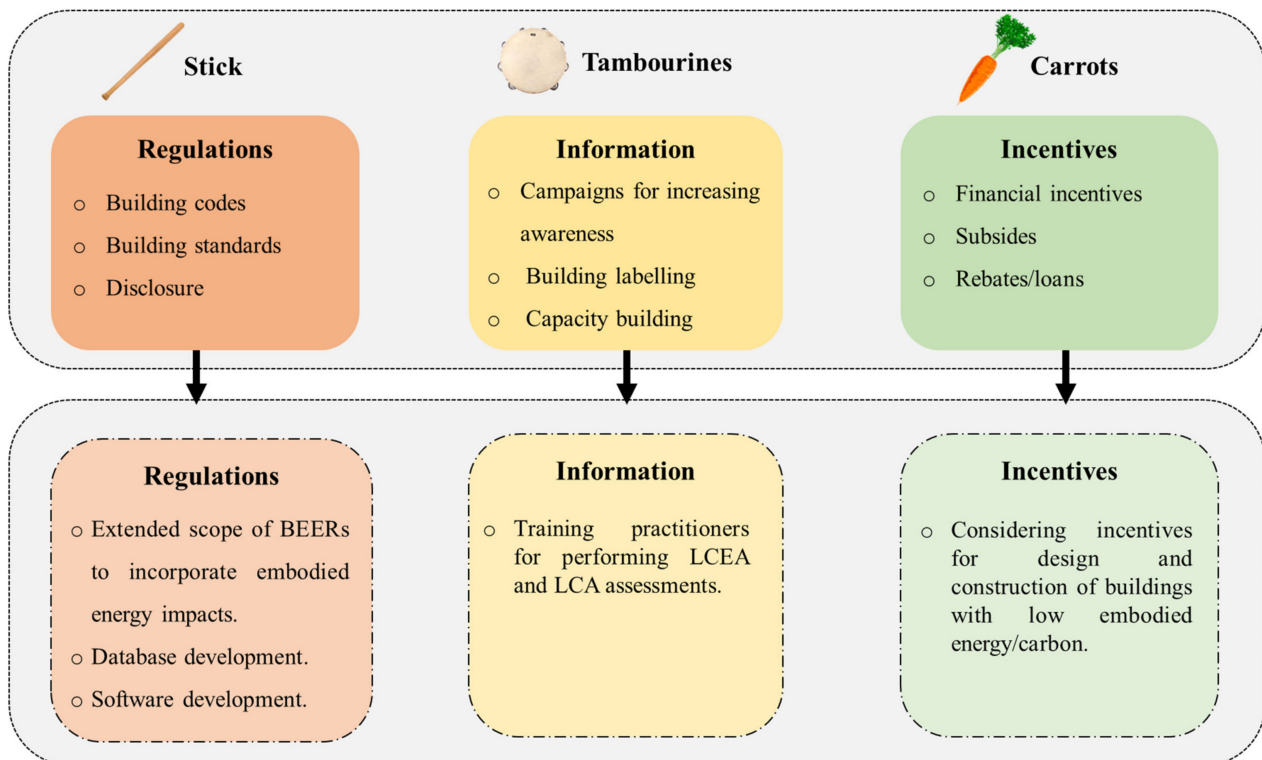 Stick
Tambourines
Carrots
Regulations
○ Building codes
○ Building standards
○ Disclosure
Information
○ Campaigns for increasing
awareness
○ Building labelling
○ Capacity building
Incentives
○ Financial incentives
○ Subsides
○ Rebates/loans
Regulations
○ Extended scope of BEERs
to incorporate embodied
energy impacts.
○ Database development.
○ Software development.
Information
○ Training practitioners
for performing LCEA
and LCA assessments.
Incentives
○ Considering incentives
for design and
construction of buildings
with low embodied
energy/carbon.